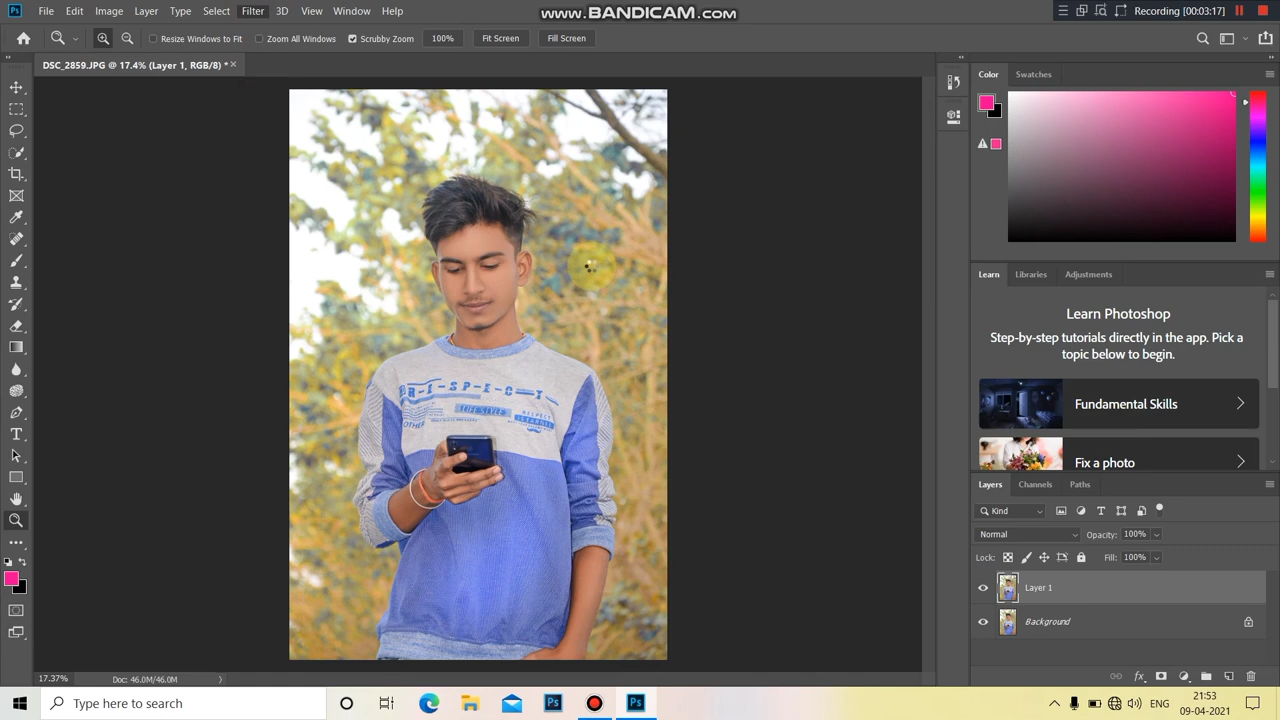 Ps File Edit Image Layer Type Select Filter 3D View Window Help
www.BANDICAM.com
Recording [00:03:17]
Resize Windows to Fit Zoom All Windows Scrubby Zoom 100% Fit Screen Fill Screen
DSC_2859.JPG @ 17.4% (Layer 1, RGB/8) *
Color Swatches
Learn Libraries Adjustments
Learn Photoshop
Step-by-step tutorials directly in the app. Pick a
topic below to begin.
Fundamental Skills
Fix a photo
Layers Channels Paths
Kind
Normal Opacity: 100%
Lock: Fill: 100%
Layer 1
Background
R-E-S-P-E-C-T
LIFE STYLE
RESPECT
OTHER
17.37% Doc: 46.0M/46.0M
Type here to search
Ps
Ps
ENG
21:53
09-04-2021